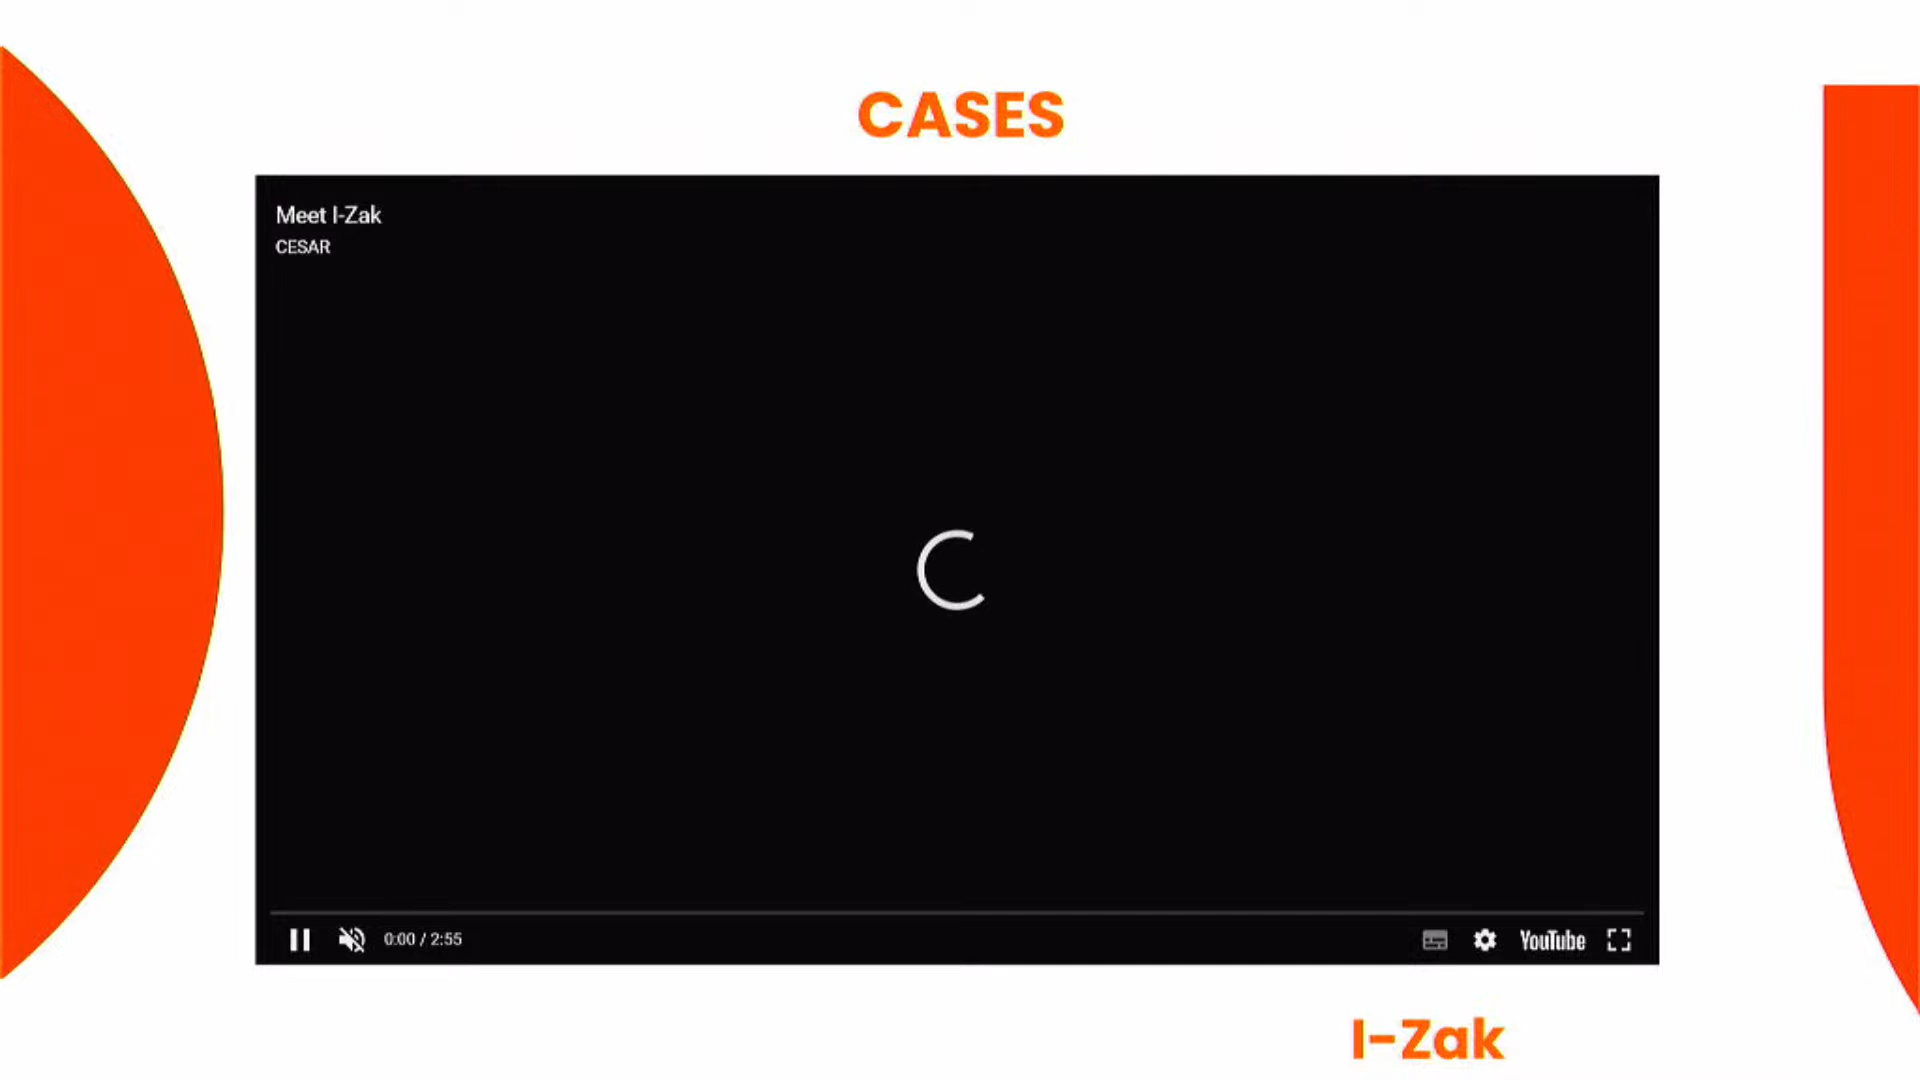 CASES
Meet I-Zak
CESAR
0:00 / 2:55
YouTube
I-Zak